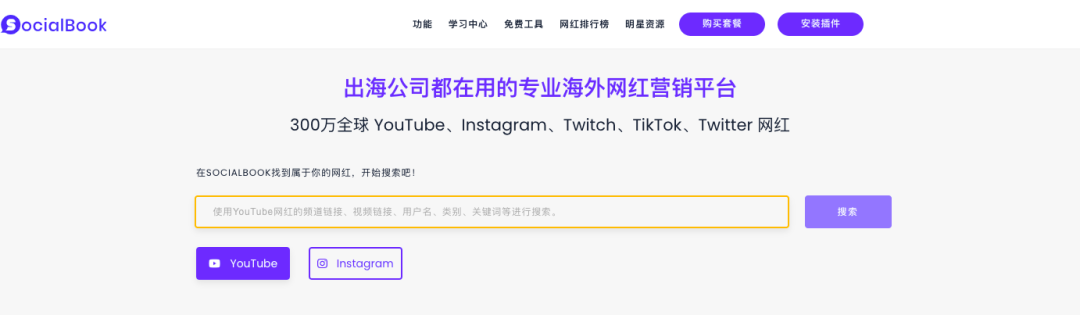 SocialBook
功能 学习中心 免费工具 网红排行榜 明星资源 购买套餐 安装插件
出海公司都在用的专业海外网红营销平台
300万全球 YouTube、Instagram、Twitch、TikTok、Twitter 网红
在SOCIALBOOK找到属于你的网红，开始搜索吧！
使用YouTube网红的频道链接、视频链接、用户名、类别、关键词等进行搜索。 搜索
YouTube Instagram